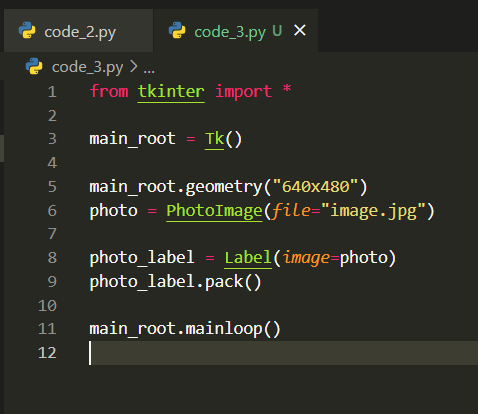 code_2.py
code_3.py U ×
code_3.py > ...
1 from tkinter import *
2
3 main_root = Tk()
4
5 main_root.geometry("640x480")
6 photo = PhotoImage(file="image.jpg")
7
8 photo_label = Label(image=photo)
9 photo_label.pack()
10
11 main_root.mainloop()
12